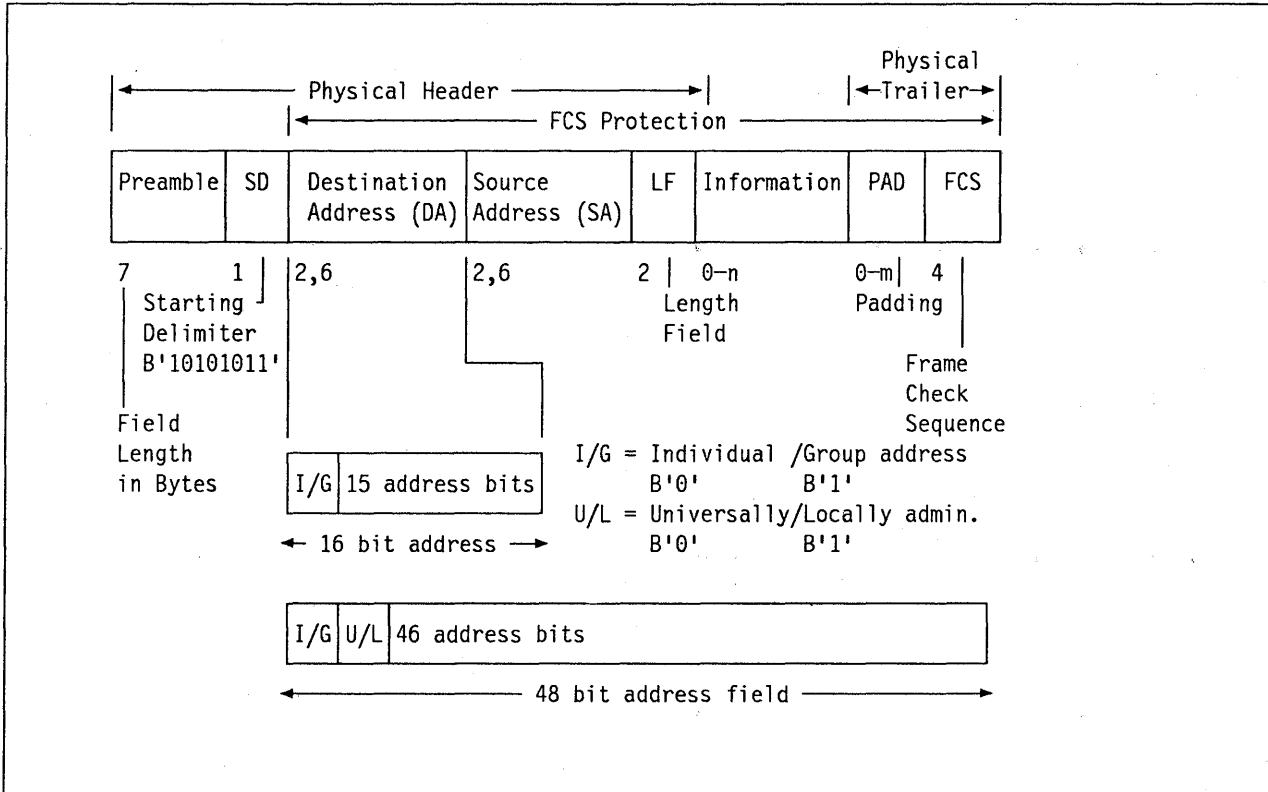 Physical
Physical Header
Trailer
FCS Protection
Preamble SD Destination Source LF Information PAD FCS
Address (DA) Address (SA)
7 1 2,6 2,6 2 0-n 0-m 4
Starting Length Padding
Delimiter Field
B'10101011' Frame
Check
Field Sequence
Length I/G = Individual /Group address
in Bytes I/G 15 address bits B'0' B'1'
U/L = Universally/Locally admin.
16 bit address B'0' B'1'
I/G U/L 46 address bits
48 bit address field